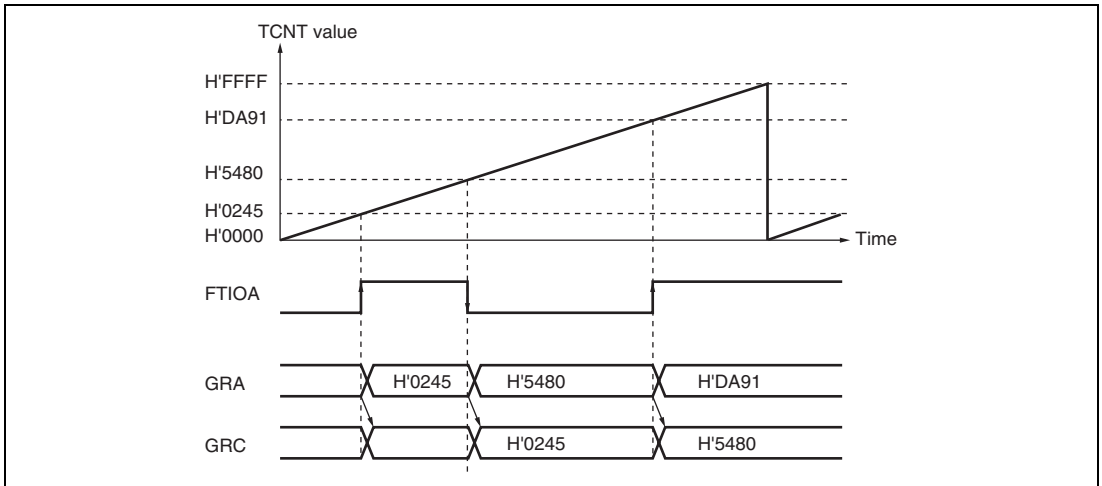 TCNT value
H'FFFF
H'DA91
H'5480
H'0245
H'0000
Time
FTIOA
GRA
H'0245
H'5480
H'DA91
GRC
H'0245
H'5480